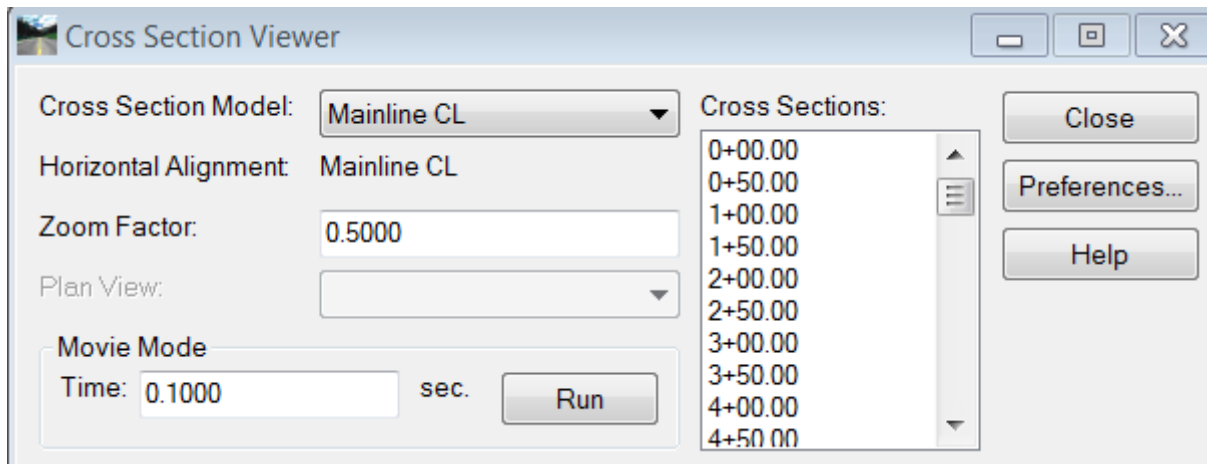 Cross Section Viewer
Cross Section Model:
Mainline CL
Horizontal Alignment:
Mainline CL
Zoom Factor:
0.5000
Plan View:
Movie Mode
Time:
0.1000
sec.
Run
Cross Sections:
0+00.00
0+50.00
1+00.00
1+50.00
2+00.00
2+50.00
3+00.00
3+50.00
4+00.00
4+50.00
Close
Preferences...
Help